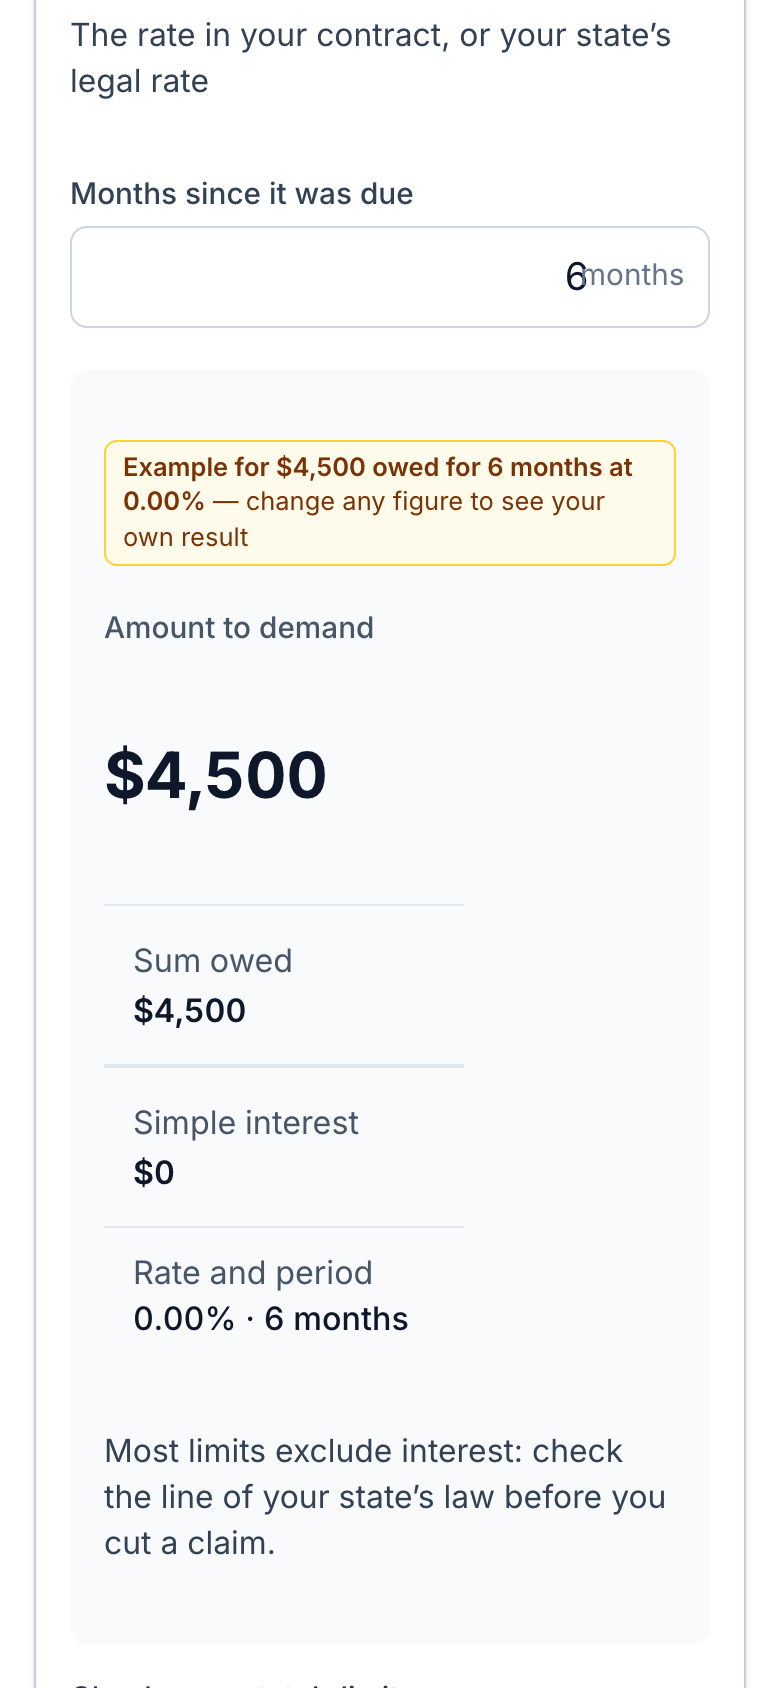 The rate in your contract, or your state’s
legal rate
Months since it was due
6 months
Example for $4,500 owed for 6 months at
0.00% — change any figure to see your
own result
Amount to demand
$4,500
Sum owed
$4,500
Simple interest
$0
Rate and period
0.00% · 6 months
Most limits exclude interest: check
the line of your state’s law before you
cut a claim.